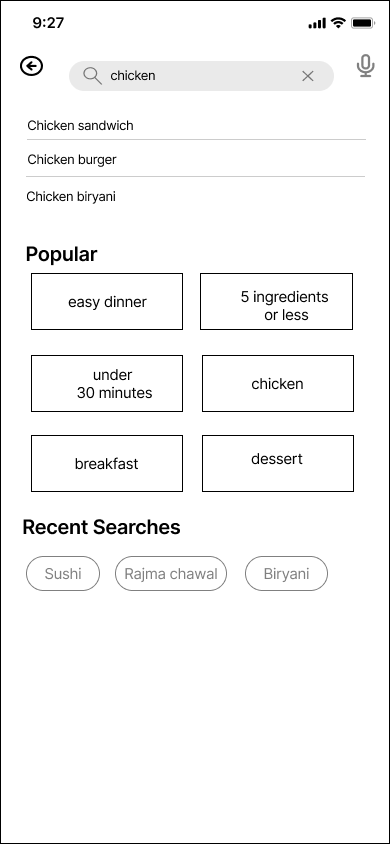 9:27
chicken
Chicken sandwich
Chicken burger
Chicken biryani
Popular
easy dinner
5 ingredients
or less
under
30 minutes
chicken
breakfast
dessert
Recent Searches
Sushi
Rajma chawal
Biryani